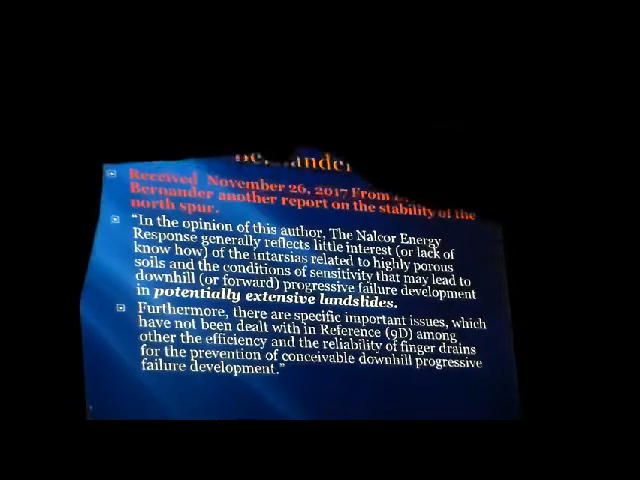 Received November 26, 2017 From
Bernander another report on the stability of the
north spur.
“In the opinion of this author, The Nalcor Energy
Response generally reflects little interest (or lack of
know how) of the intarsias related to highly porous
soils and the conditions of sensitivity that may lead to
downhill (or forward) progressive failure development
in potentially extensive landslides.
Furthermore, there are specific important issues, which
have not been dealt with in Reference (9D) among
other the efficiency and the reliability of finger drains
for the prevention of conceivable downhill progressive
failure development.”